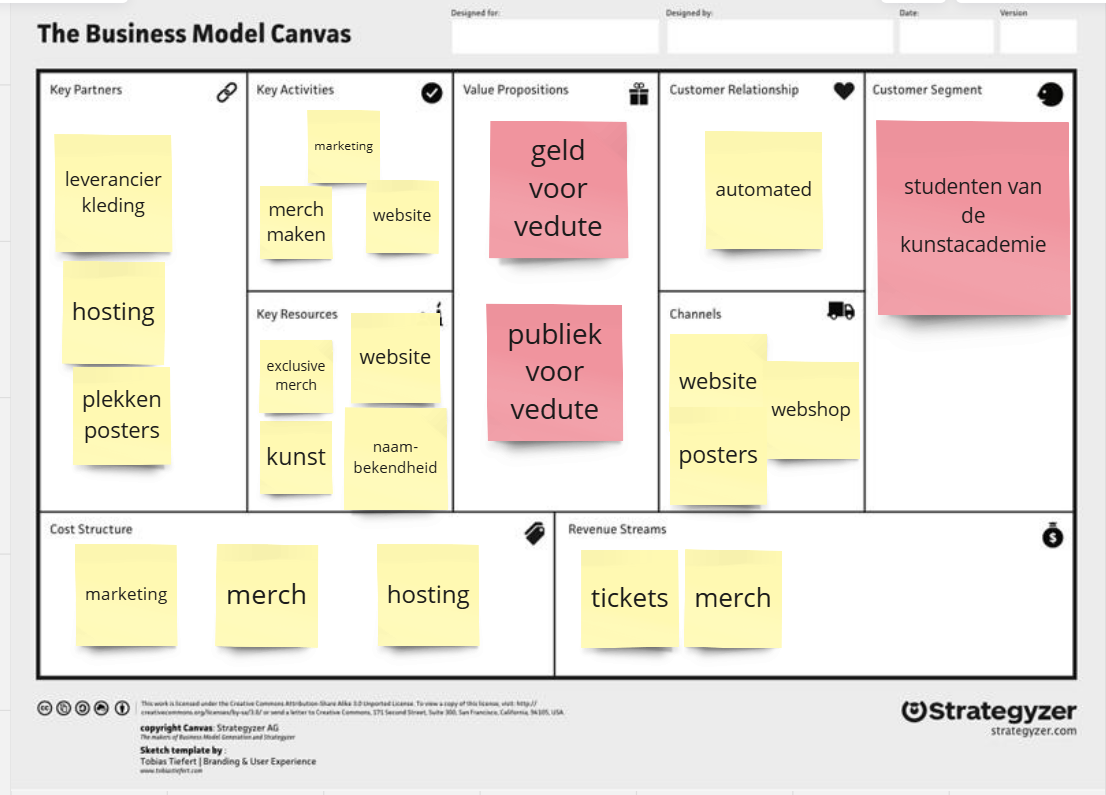 The Business Model Canvas
Designed for:
Designed by:
Date:
Version
Key Partners
leverancier
kleding
hosting
plekken
posters
Key Activities
marketing
merch
maken
website
Key Resources
exclusive
merch
website
kunst
naam-
bekendheid
Value Propositions
geld
voor
vedute
publiek
voor
vedute
Customer Relationship
automated
Channels
website
webshop
posters
Customer Segment
studenten van
de
kunstacademie
Cost Structure
marketing
merch
hosting
Revenue Streams
tickets
merch
This work is licensed under the Creative Commons Attribution-Share Alike 3.0 Unported License. To view a copy of this license, visit: http://
creativecommons.org/licenses/by-sa/3.0/ or send a letter to Creative Commons, 171 Second Street, Suite 300, San Francisco, California, 94105, USA.
copyright Canvas: Strategyzer AG
The makers of Business Model Generation and Strategyzer
Sketch template by :
Tobias Tiefert | Branding & User Experience
www.tobiastiefert.com
Strategyzer
strategyzer.com